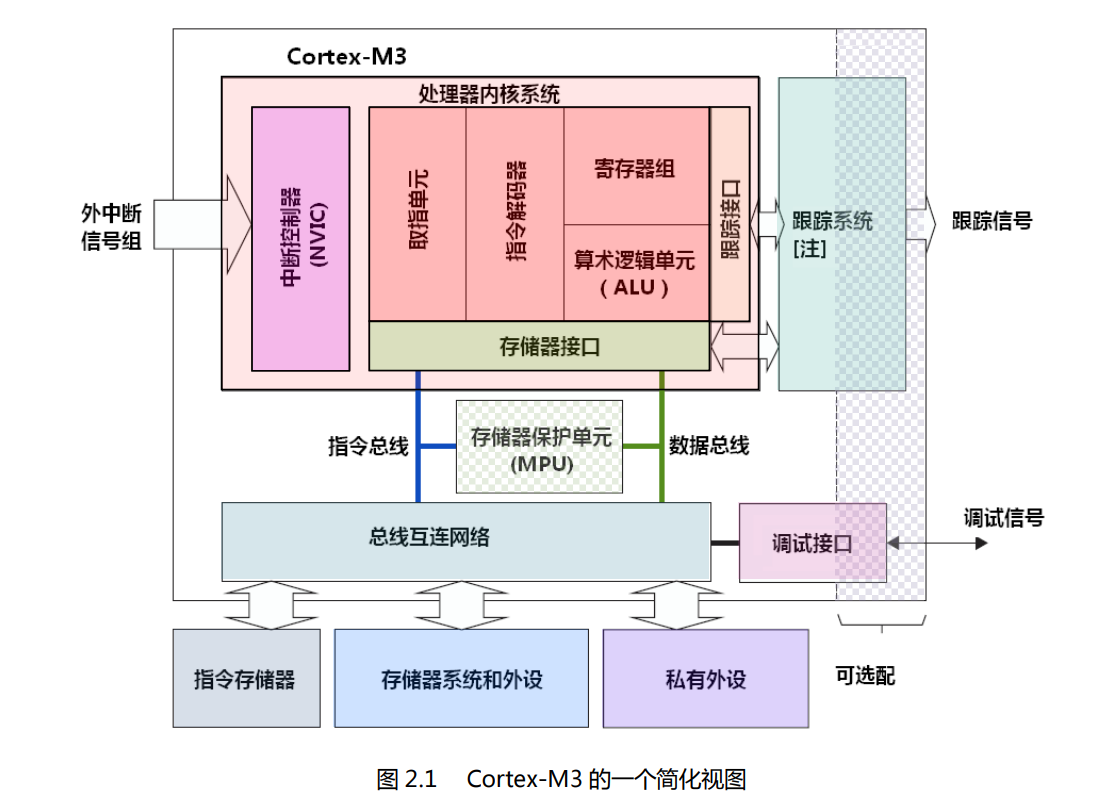 Cortex-M3
处理器内核系统
外中断
信号组
中断控制器
(NVIC)
取指单元
指令解码器
寄存器组
算术逻辑单元
( ALU )
跟踪接口
跟踪系统
[注]
跟踪信号
存储器接口
指令总线
存储器保护单元
(MPU)
数据总线
总线互连网络
调试接口
调试信号
指令存储器
存储器系统和外设
私有外设
可选配
图 2.1 Cortex-M3 的一个简化视图